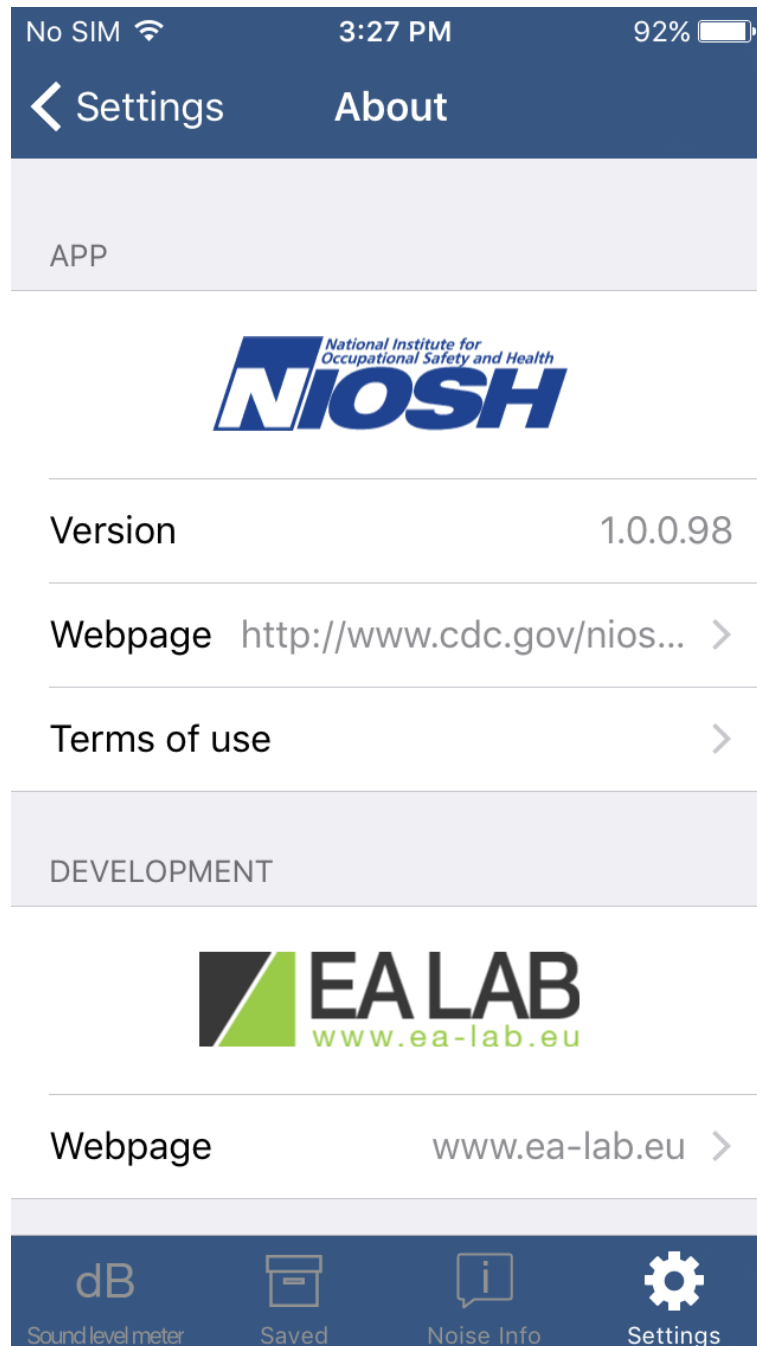 No SIM 3:27 PM 92%
Settings About
APP
National Institute for
Occupational Safety and Health
NIOSH
Version 1.0.0.98
Webpage http://www.cdc.gov/nios...
Terms of use
DEVELOPMENT
EA LAB
www.ea-lab.eu
Webpage www.ea-lab.eu
dB i
Sound level meter Saved Noise Info Settings